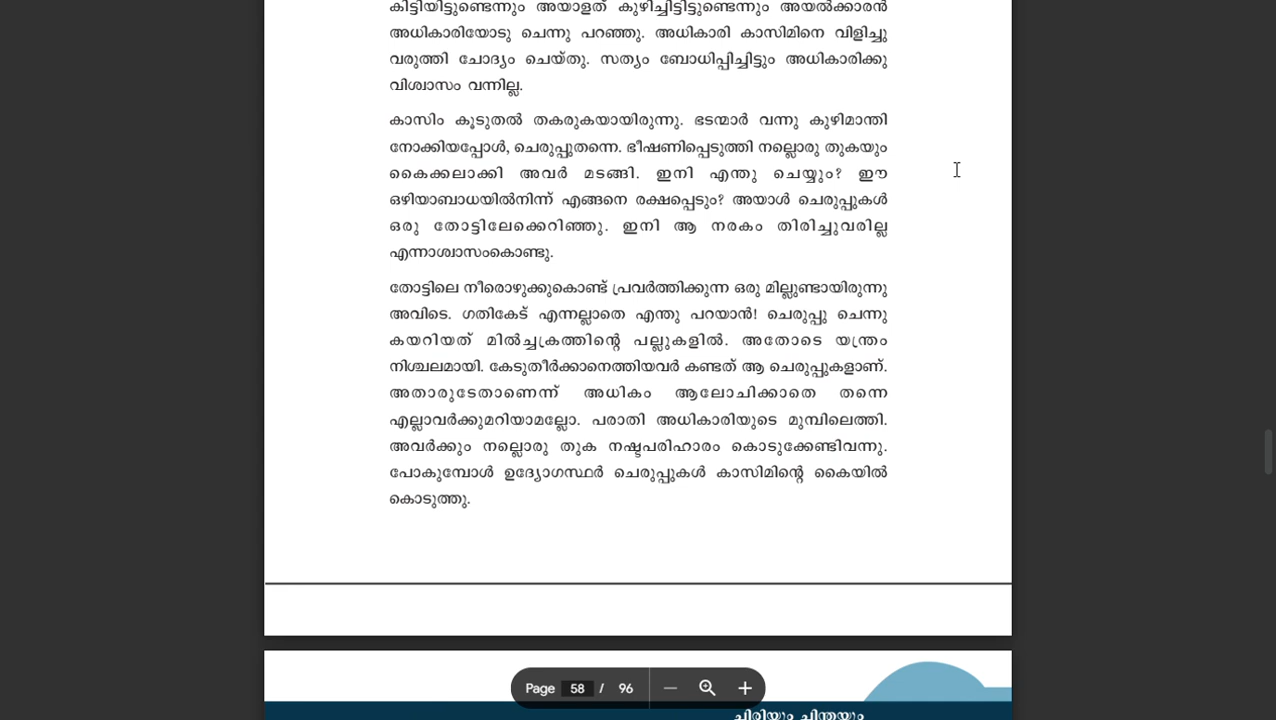 കിട്ടിയിട്ടുണ്ടെന്നും അയാളത് കുഴിച്ചിട്ടിട്ടുണ്ടെന്നും അയൽക്കാരൻ
അധികാരിയോടു ചെന്നു പറഞ്ഞു. അധികാരി കാസിമിനെ വിളിച്ചു
വരുത്തി ചോദ്യം ചെയ്തു. സത്യം ബോധിപ്പിച്ചിട്ടും അധികാരിക്കു
വിശ്വാസം വന്നില്ല.
കാസിം കൂടുതൽ തകരുകയായിരുന്നു. ഭടന്മാർ വന്നു കുഴിമാന്തി
നോക്കിയപ്പോൾ, ചെരുപ്പുതന്നെ. ഭീഷണിപ്പെടുത്തി നല്ലൊരു തുകയും
കൈക്കലാക്കി അവർ മടങ്ങി. ഇനി എന്തു ചെയ്യും? ഈ
ഒഴിയാബാധയിൽനിന്ന് എങ്ങനെ രക്ഷപ്പെടും? അയാൾ ചെരുപ്പുകൾ
ഒരു തോട്ടിലേക്കെറിഞ്ഞു. ഇനി ആ നരകം തിരിച്ചുവരില്ല
എന്നാശ്വാസംകൊണ്ടു.
തോട്ടിലെ നീരൊഴുക്കുകൊണ്ട് പ്രവർത്തിക്കുന്ന ഒരു മില്ലുണ്ടായിരുന്നു
അവിടെ. ഗതികേട് എന്നല്ലാതെ എന്തു പറയാൻ! ചെരുപ്പു ചെന്നു
കയറിയത് മിൽച്ചക്രത്തിന്റെ പല്ലുകളിൽ. അതോടെ യന്ത്രം
നിശ്ചലമായി. കേടുതീർക്കാനെത്തിയവർ കണ്ടത് ആ ചെരുപ്പുകളാണ്.
അതാരുടേതാണെന്ന് അധികം ആലോചിക്കാതെ തന്നെ
എല്ലാവർക്കുമറിയാമല്ലോ. പരാതി അധികാരിയുടെ മുമ്പിലെത്തി.
അവർക്കും നല്ലൊരു തുക നഷ്ടപരിഹാരം കൊടുക്കേണ്ടിവന്നു.
പോകുമ്പോൾ ഉദ്യോഗസ്ഥർ ചെരുപ്പുകൾ കാസിമിന്റെ കൈയിൽ
കൊടുത്തു.
Page 58 / 96
ചിരിയും ചിന്തയും